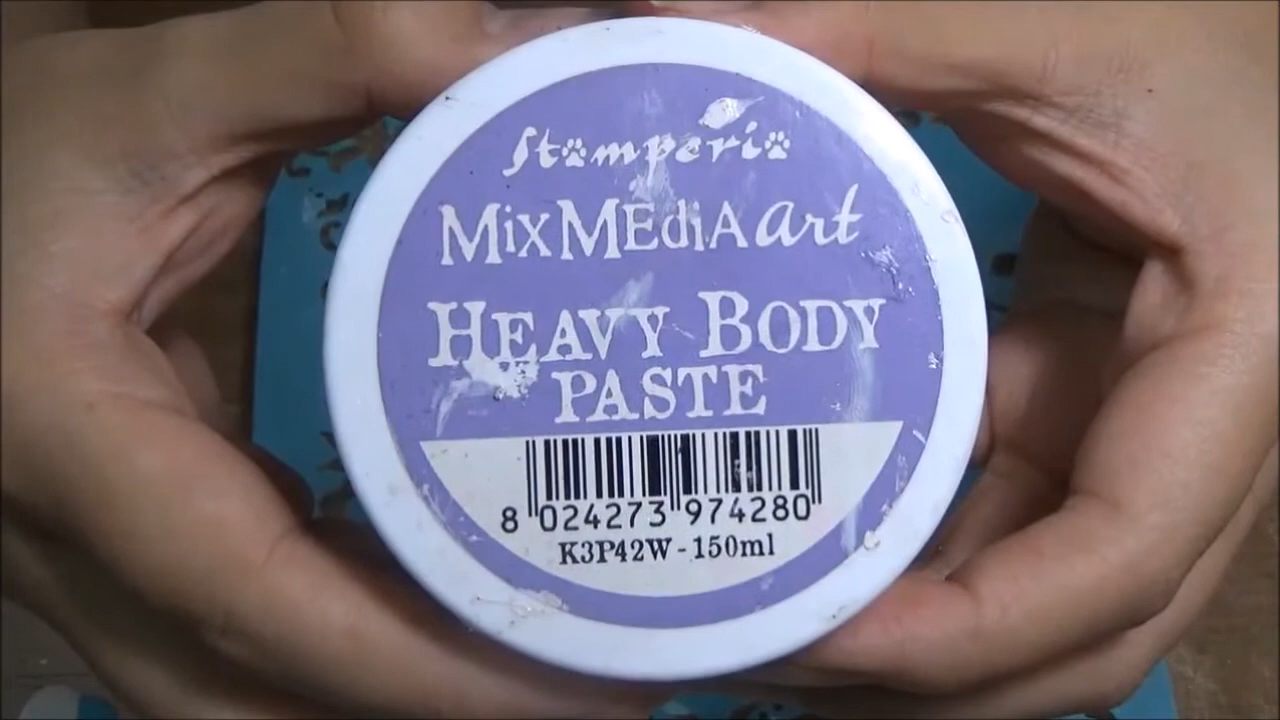 Stamperia
MixMEdiA art
HEAVY BODY
PASTE
8 024273 974280
K3P42W - 150ml